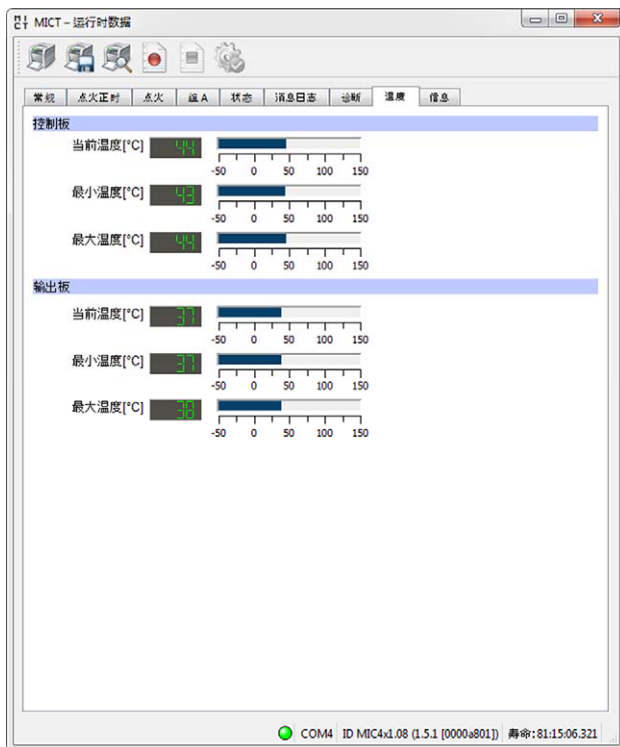 MICT – 运行时数据
常规 点火正时 点火 组 A 状态 消息日志 诊断 温度 信息
控制板
当前温度[°C] 44
-50 0 50 100 150
最小温度[°C] 43
-50 0 50 100 150
最大温度[°C] 44
-50 0 50 100 150
输出板
当前温度[°C] 37
-50 0 50 100 150
最小温度[°C] 37
-50 0 50 100 150
最大温度[°C] 38
-50 0 50 100 150
COM4 ID MIC4x1.08 (1.5.1 [0000a801]) 寿命:81:15:06.321